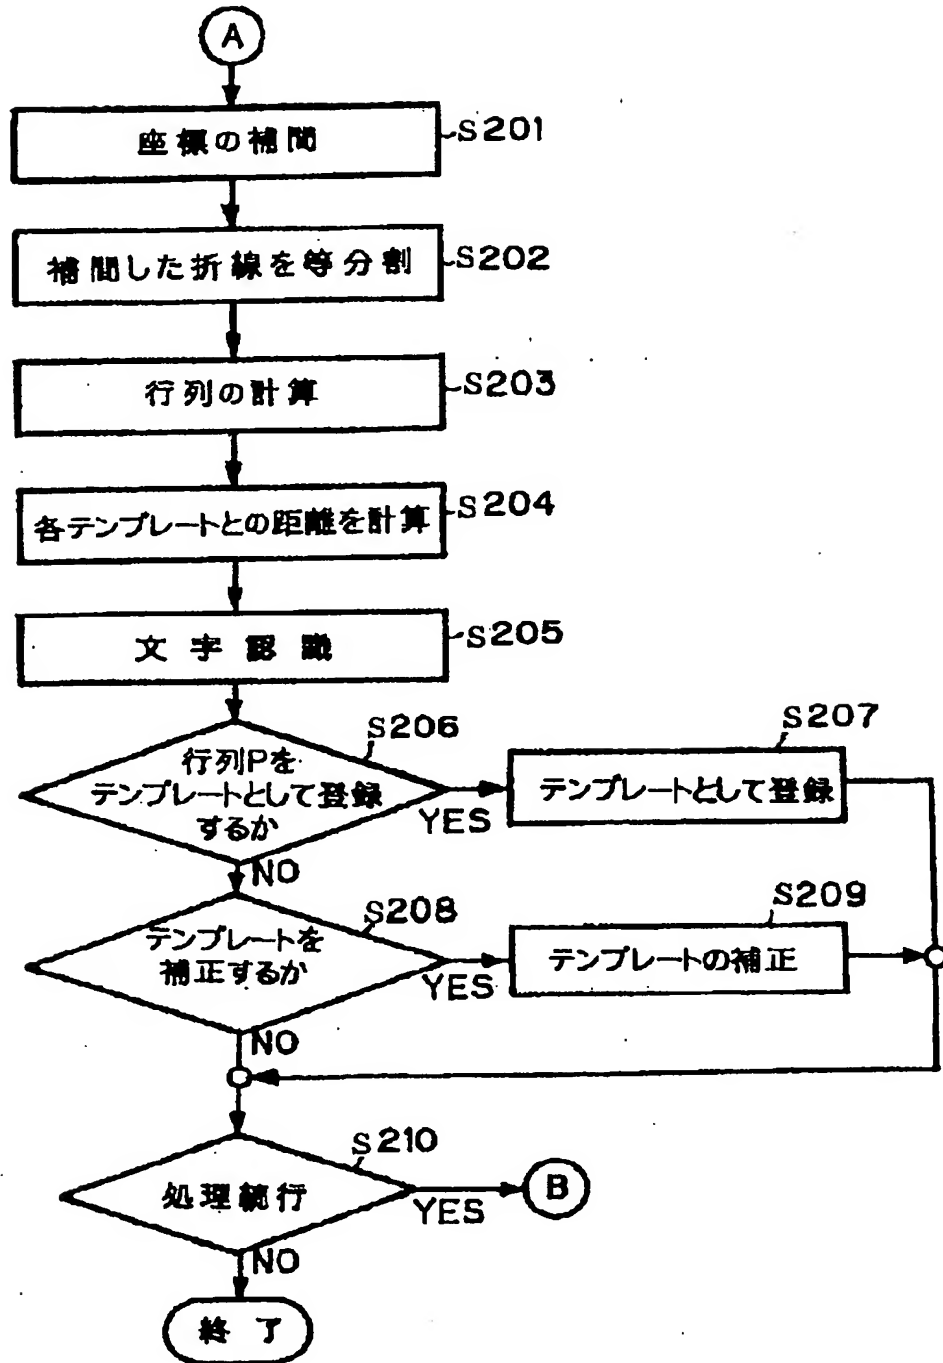 A
座標の補間
S201
補間した折線を等分割
S202
行列の計算
S203
各テンプレートとの距離を計算
S204
文字認識
S205
S206
行列Pを
テンプレートとして登録
するか
YES
S207
テンプレートとして登録
NO
S208
テンプレートを
補正するか
YES
S209
テンプレートの補正
NO
S210
処理続行
YES
B
NO
終了